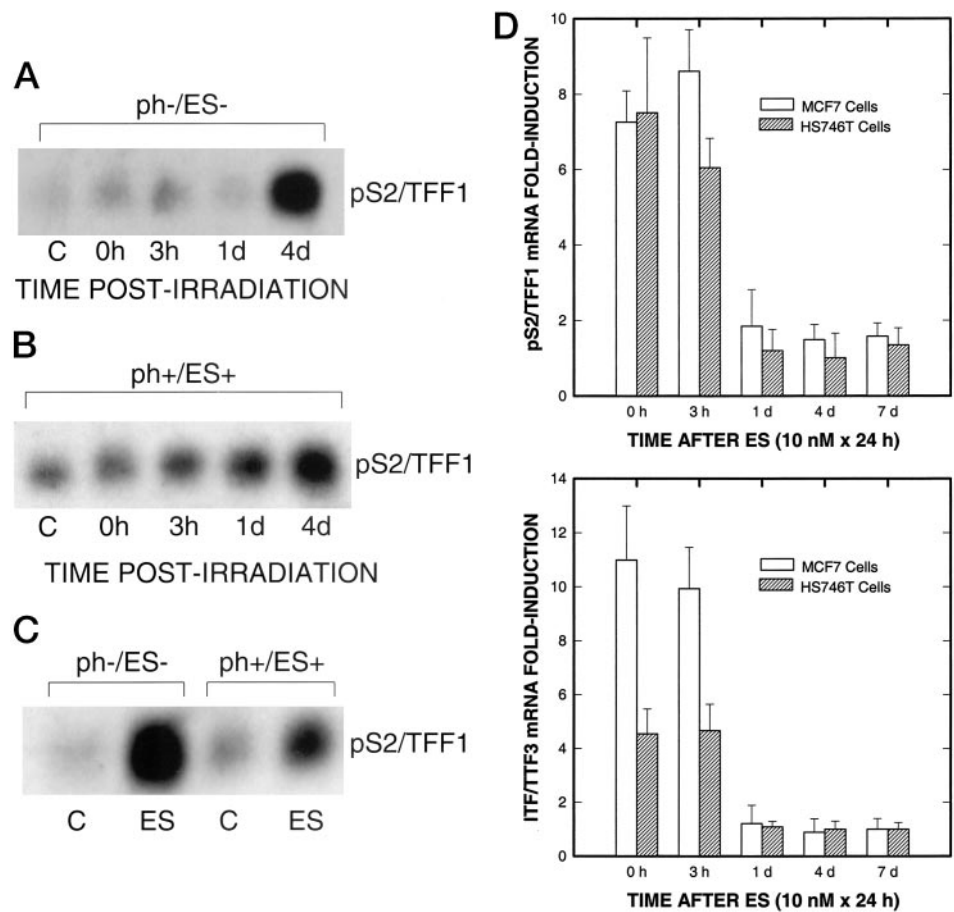 A
ph-/ES-
pS2/TFF1
C 0h 3h 1d 4d
TIME POST-IRRADIATION
B
ph+/ES+
pS2/TFF1
C 0h 3h 1d 4d
TIME POST-IRRADIATION
C
ph-/ES- ph+/ES+
pS2/TFF1
C ES C ES
D
pS2/TFF1 mRNA FOLD-INDUCTION
10
8
6
4
2
0
MCF7 Cells
HS746T Cells
0 h 3 h 1 d 4 d 7 d
TIME AFTER ES (10 nM x 24 h)
ITF/TTF3 mRNA FOLD-INDUCTION
14
12
10
8
6
4
2
0
MCF7 Cells
HS746T Cells
0 h 3 h 1 d 4 d 7 d
TIME AFTER ES (10 nM x 24 h)